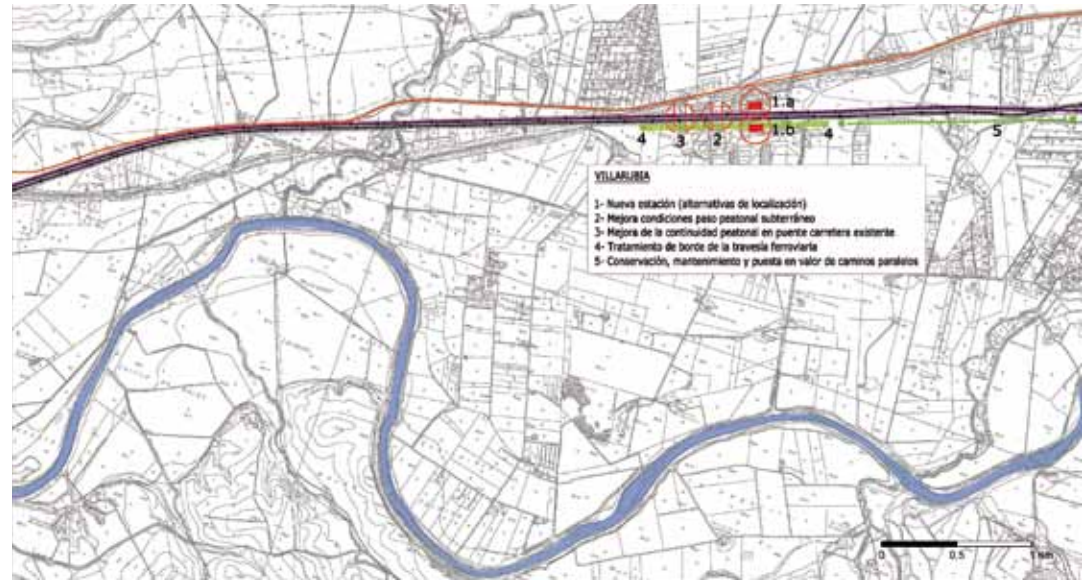 1.a
1.b
4
3
2
4
5
VILLARUBIA
1- Nueva estación (alternativas de localización)
2- Mejora condiciones paso peatonal subterráneo
3- Mejora de la continuidad peatonal en puente carretera existente
4- Tratamiento de borde de la travesía ferroviaria
5- Conservación, mantenimiento y puesta en valor de caminos paralelos
0 0.5 1 km